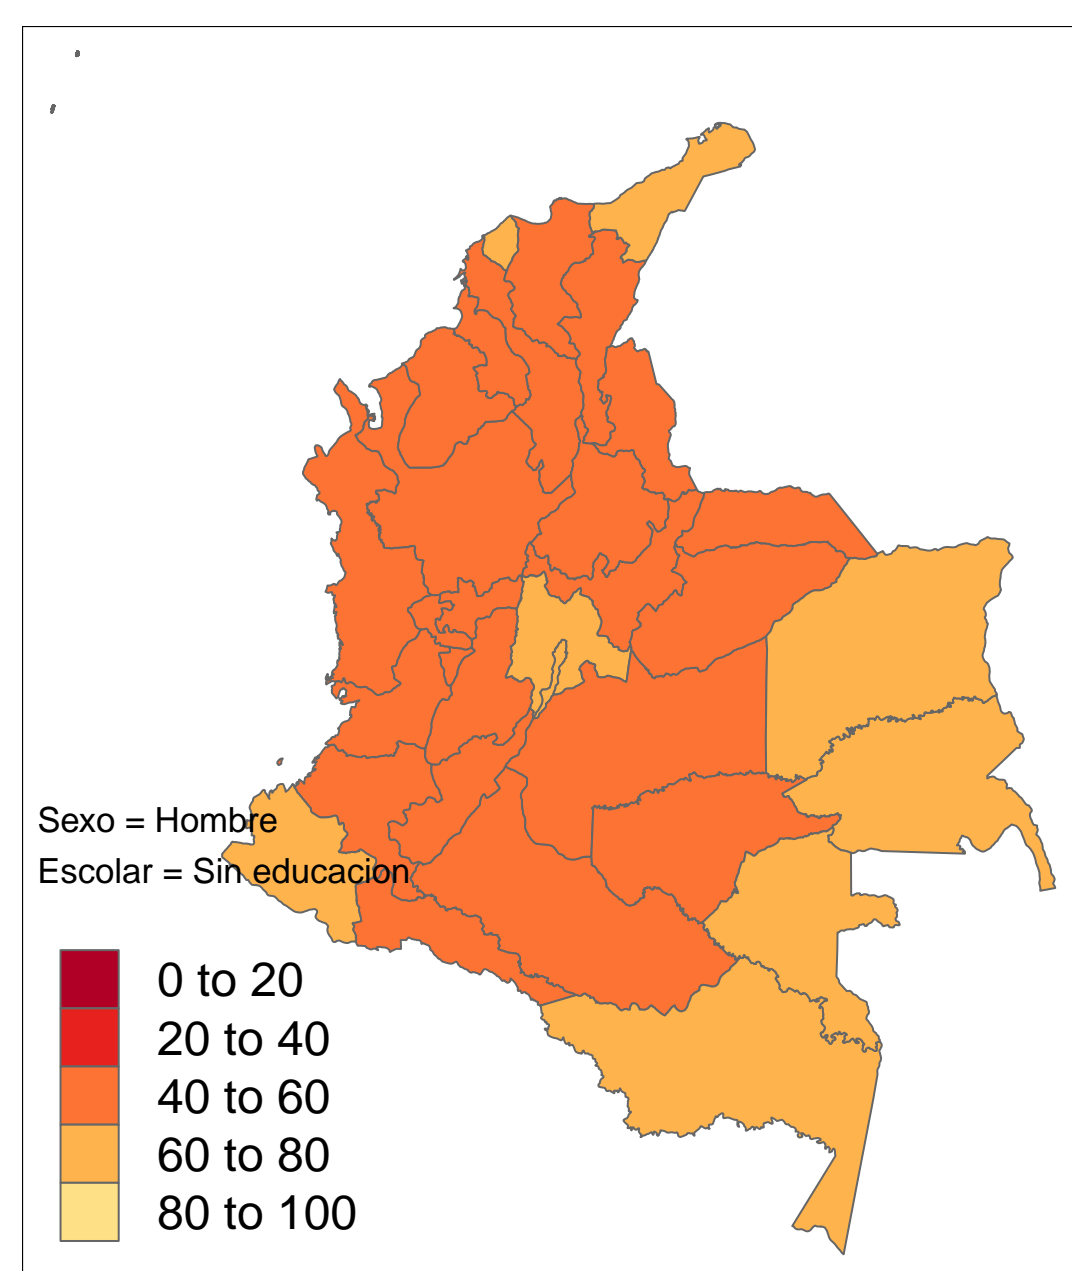 Sexo = Hombre
Escolar = Sin educacion
0 to 20
20 to 40
40 to 60
60 to 80
80 to 100